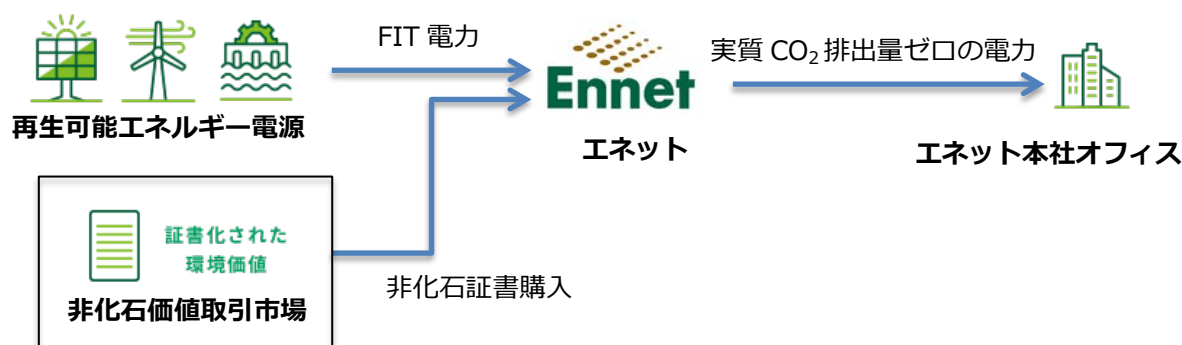 FIT 電力
実質 CO₂ 排出量ゼロの電力
Ennet
再生可能エネルギー電源
エネット
エネット本社オフィス
証書化された
環境価値
非化石価値取引市場
非化石証書購入